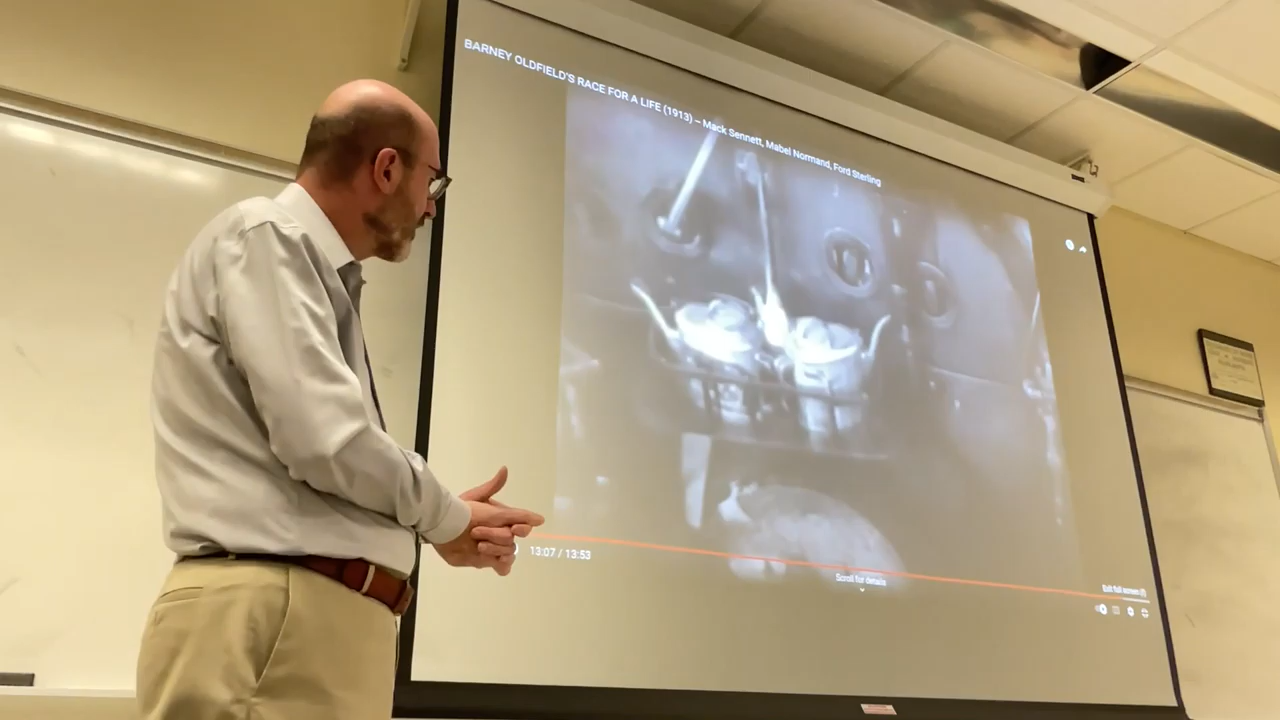 BARNEY OLDFIELD'S RACE FOR A LIFE (1913) – Mack Sennett, Mabel Normand, Ford Sterling
13:07 / 13:53
Scroll for details
Exit full screen (f)